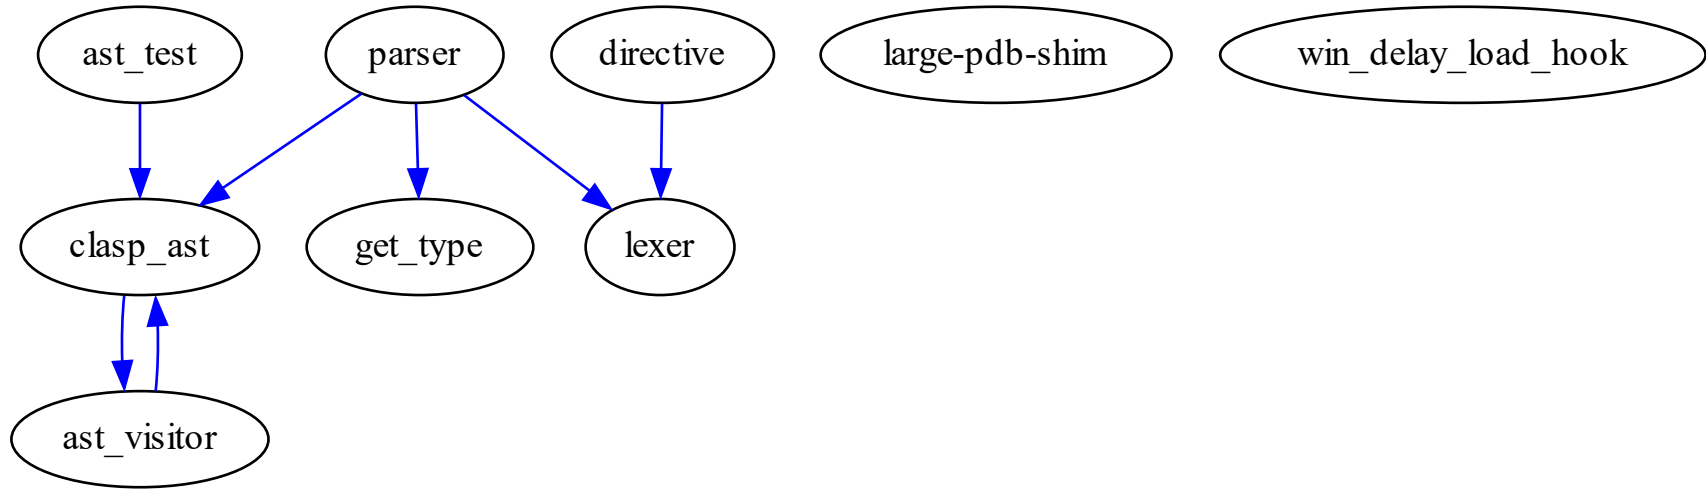 ast_test
parser
directive
large-pdb-shim
win_delay_load_hook
clasp_ast
get_type
lexer
ast_visitor